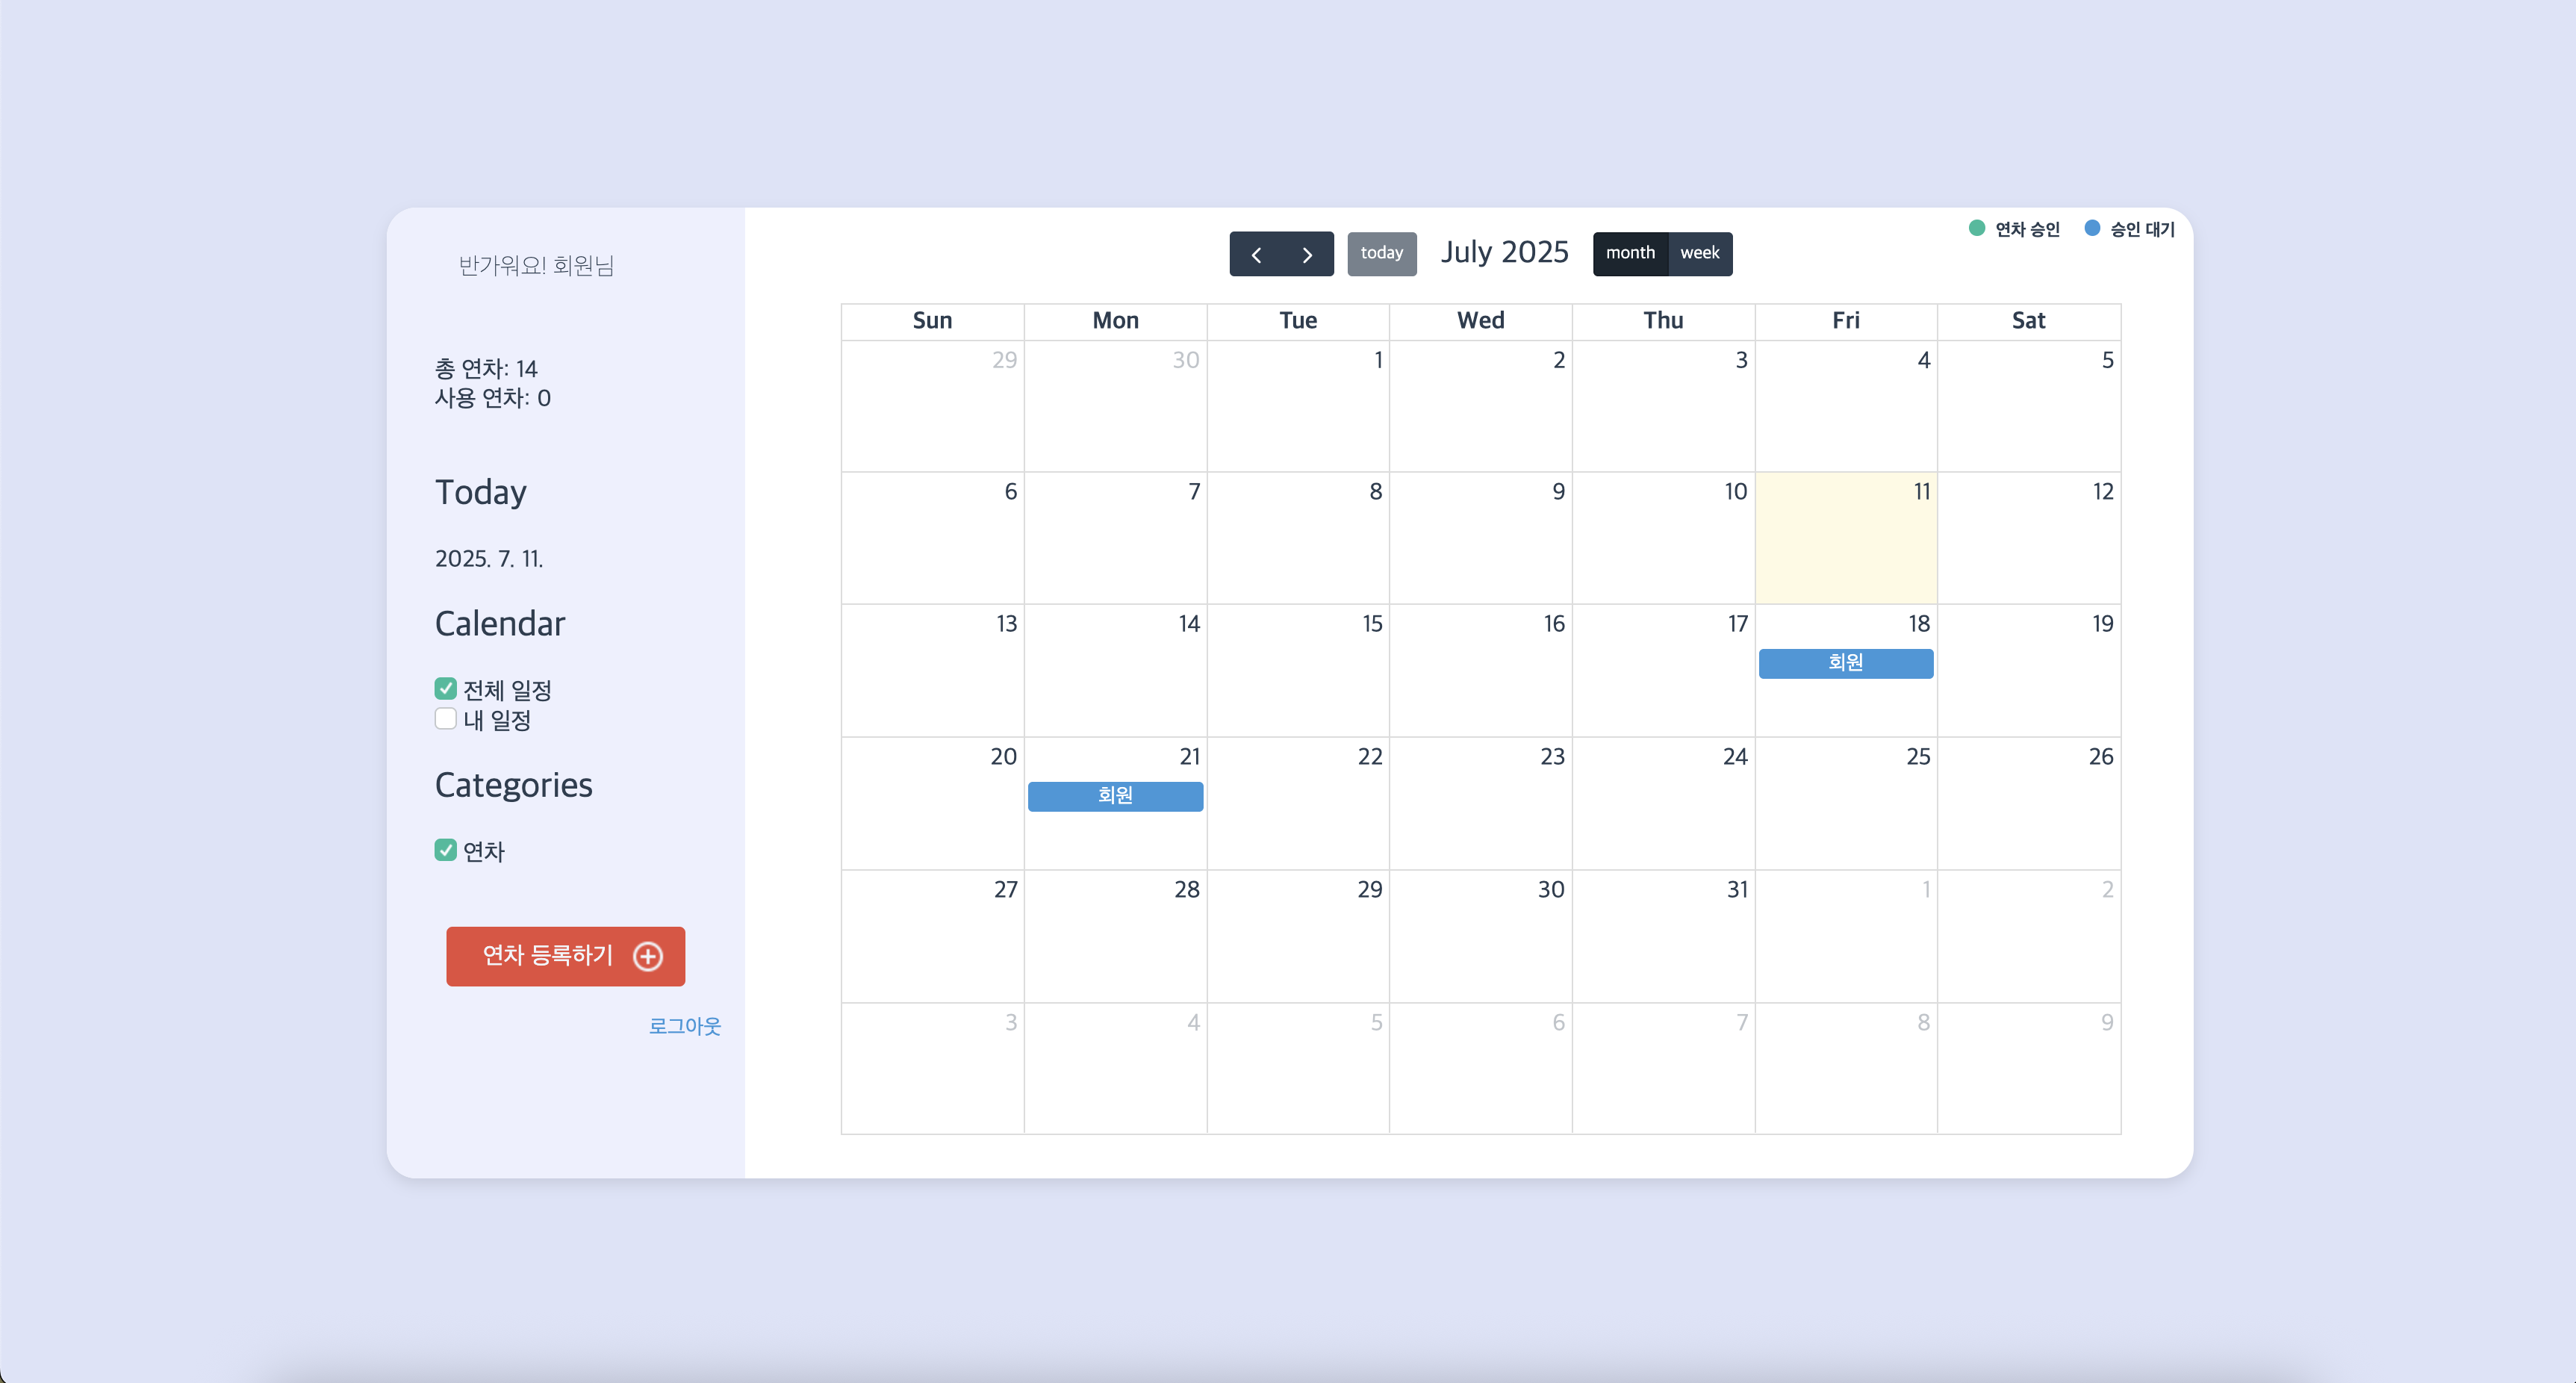 반가워요! 회원님
총 연차: 14
사용 연차: 0
Today
2025. 7. 11.
Calendar
전체 일정
내 일정
Categories
연차
연차 등록하기
로그아웃
today July 2025 month week
연차 승인 승인 대기
Sun Mon Tue Wed Thu Fri Sat
29 30 1 2 3 4 5
6 7 8 9 10 11 12
13 14 15 16 17 18 19
회원
20 21 22 23 24 25 26
회원
27 28 29 30 31 1 2
3 4 5 6 7 8 9